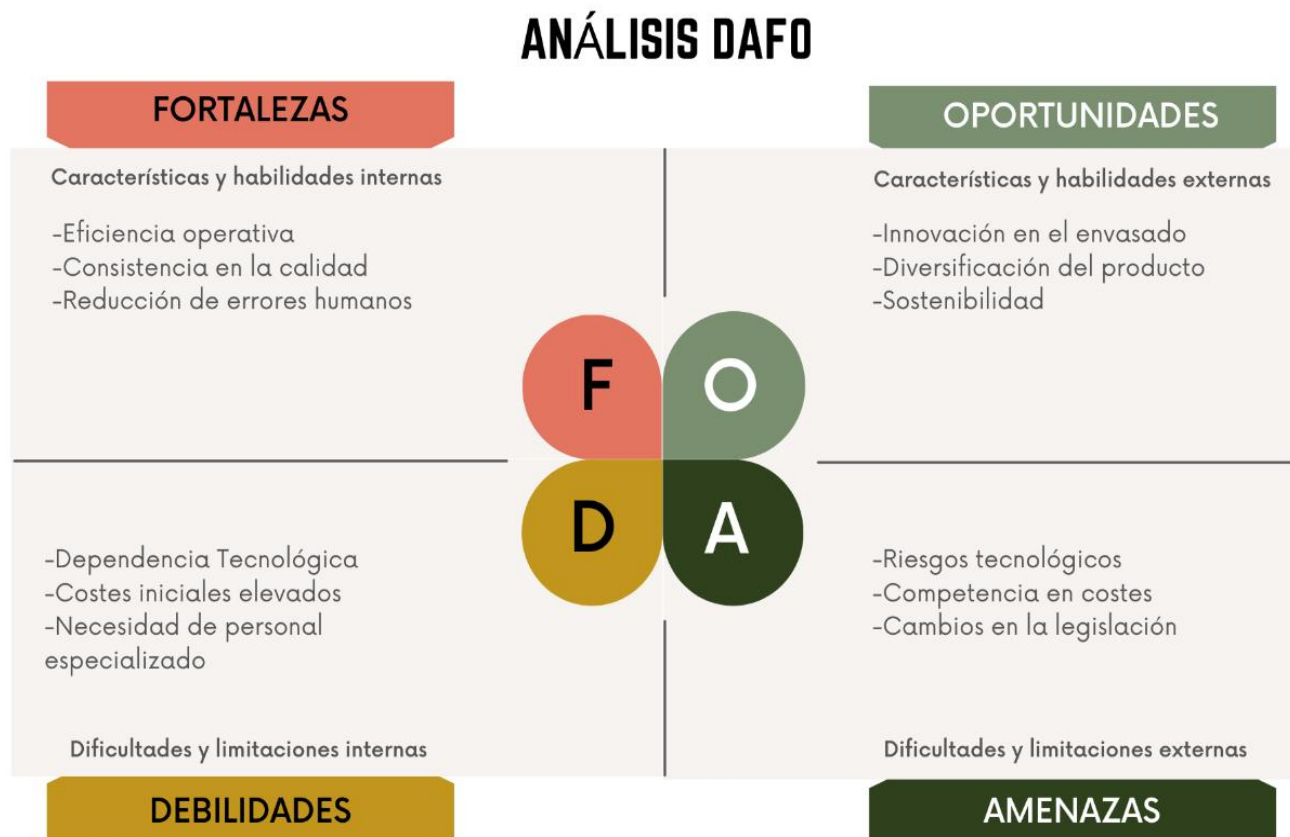 ANÁLISIS DAFO
FORTALEZAS
Características y habilidades internas
-Eficiencia operativa
-Consistencia en la calidad
-Reducción de errores humanos
OPORTUNIDADES
Características y habilidades externas
-Innovación en el envasado
-Diversificación del producto
-Sostenibilidad
F
O
D
A
-Dependencia Tecnológica
-Costes iniciales elevados
-Necesidad de personal
especializado
Dificultades y limitaciones internas
DEBILIDADES
-Riesgos tecnológicos
-Competencia en costes
-Cambios en la legislación
Dificultades y limitaciones externas
AMENAZAS